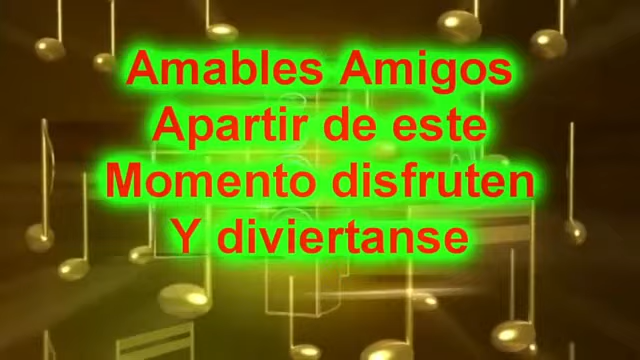 Amables Amigos
Apartir de este
Momento disfruten
Y diviertanse